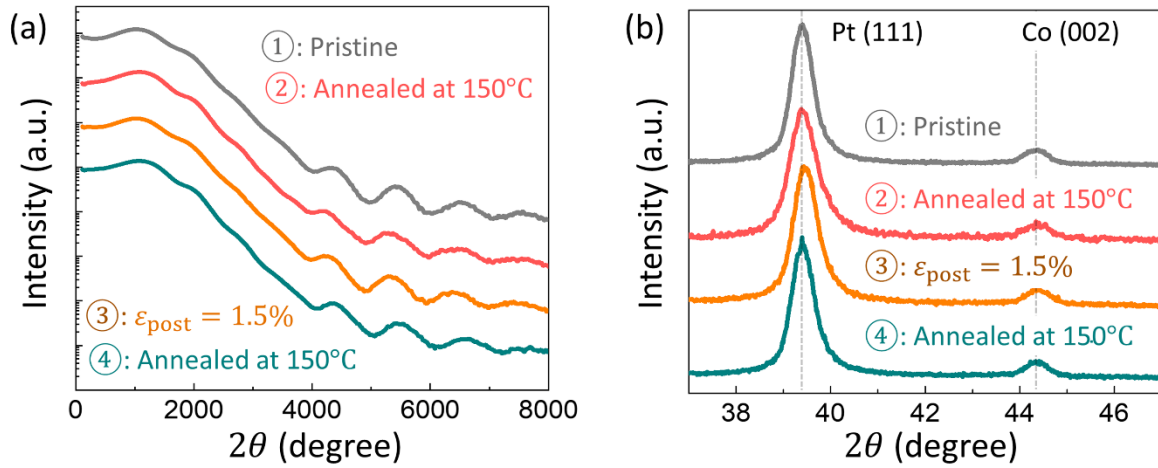 (a)
①: Pristine
②: Annealed at 150°C
③: εpost = 1.5%
④: Annealed at 150°C
Intensity (a.u.)
0 2000 4000 6000 8000
2θ (degree)
(b)
Pt (111) Co (002)
①: Pristine
②: Annealed at 150°C
③: εpost = 1.5%
④: Annealed at 150°C
Intensity (a.u.)
38 40 42 44 46
2θ (degree)